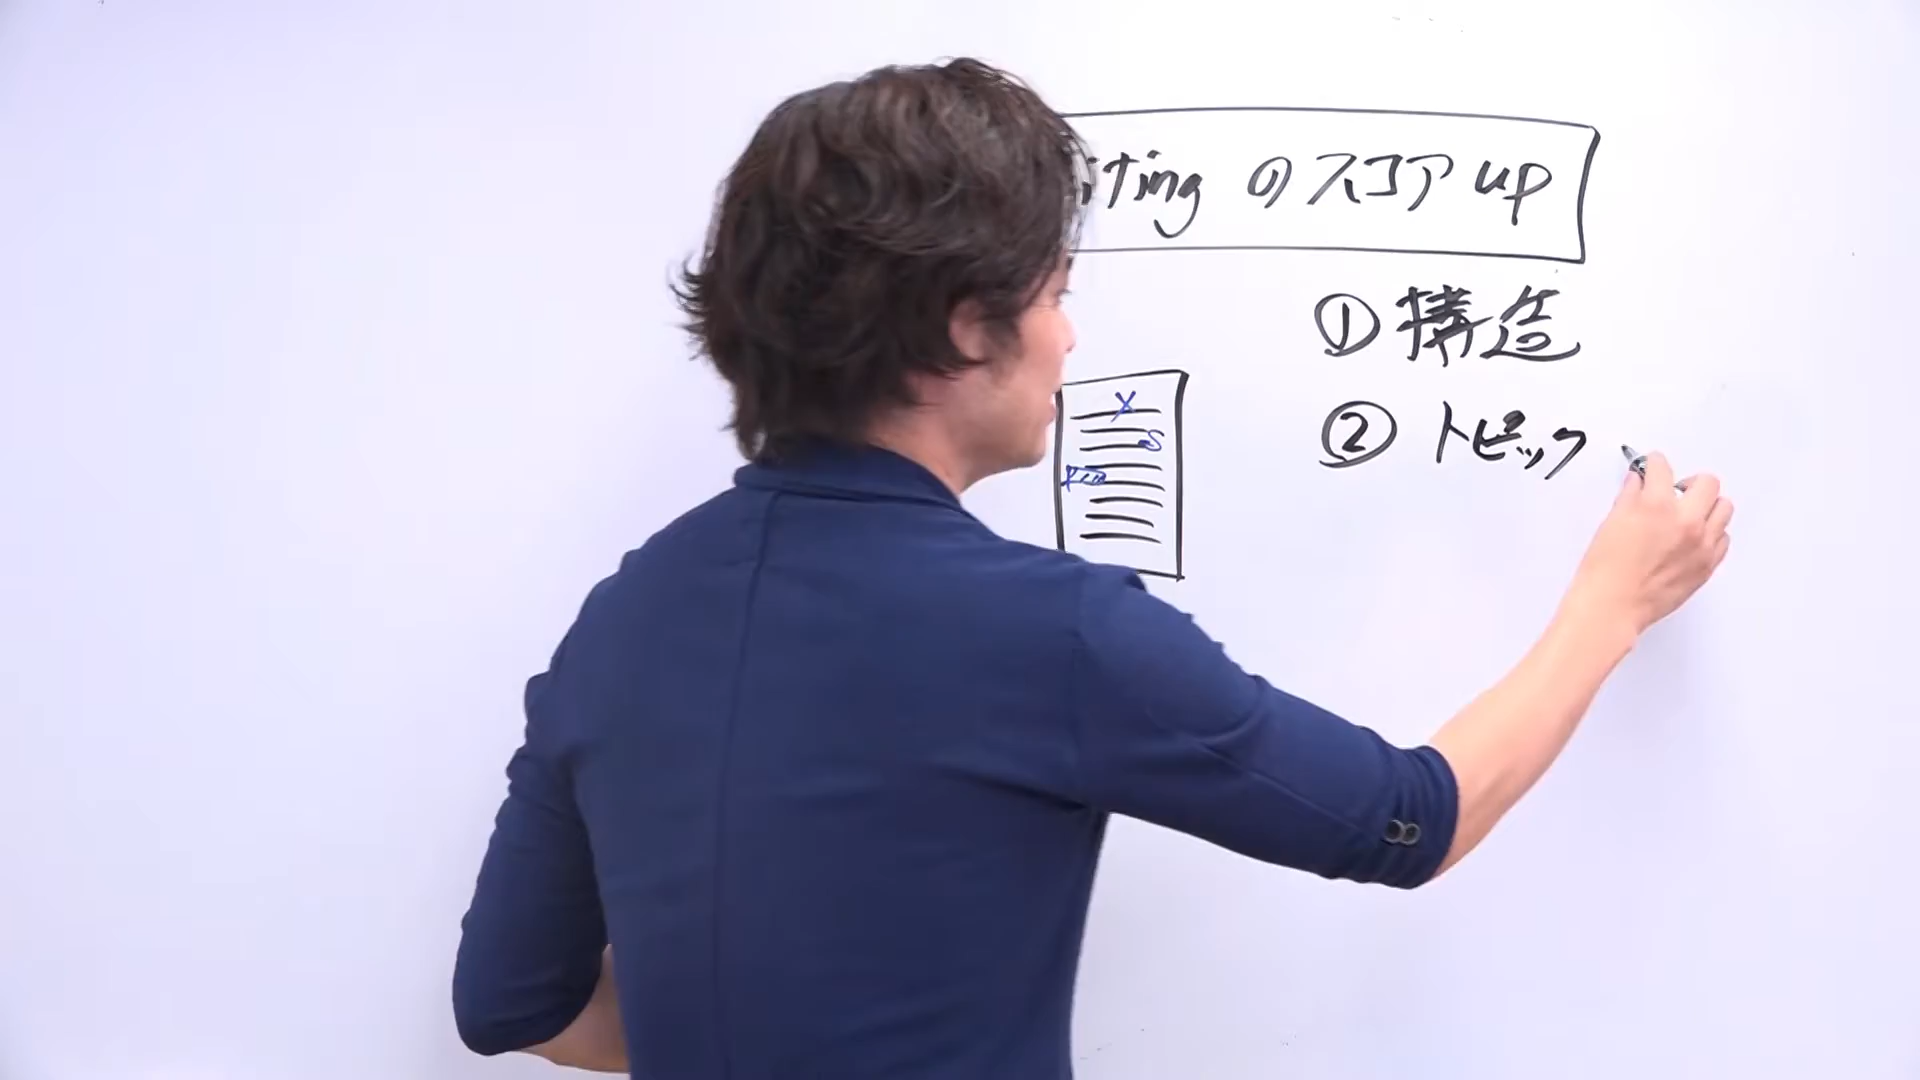 iting のスコア up
① 構造
② トピック
X
S